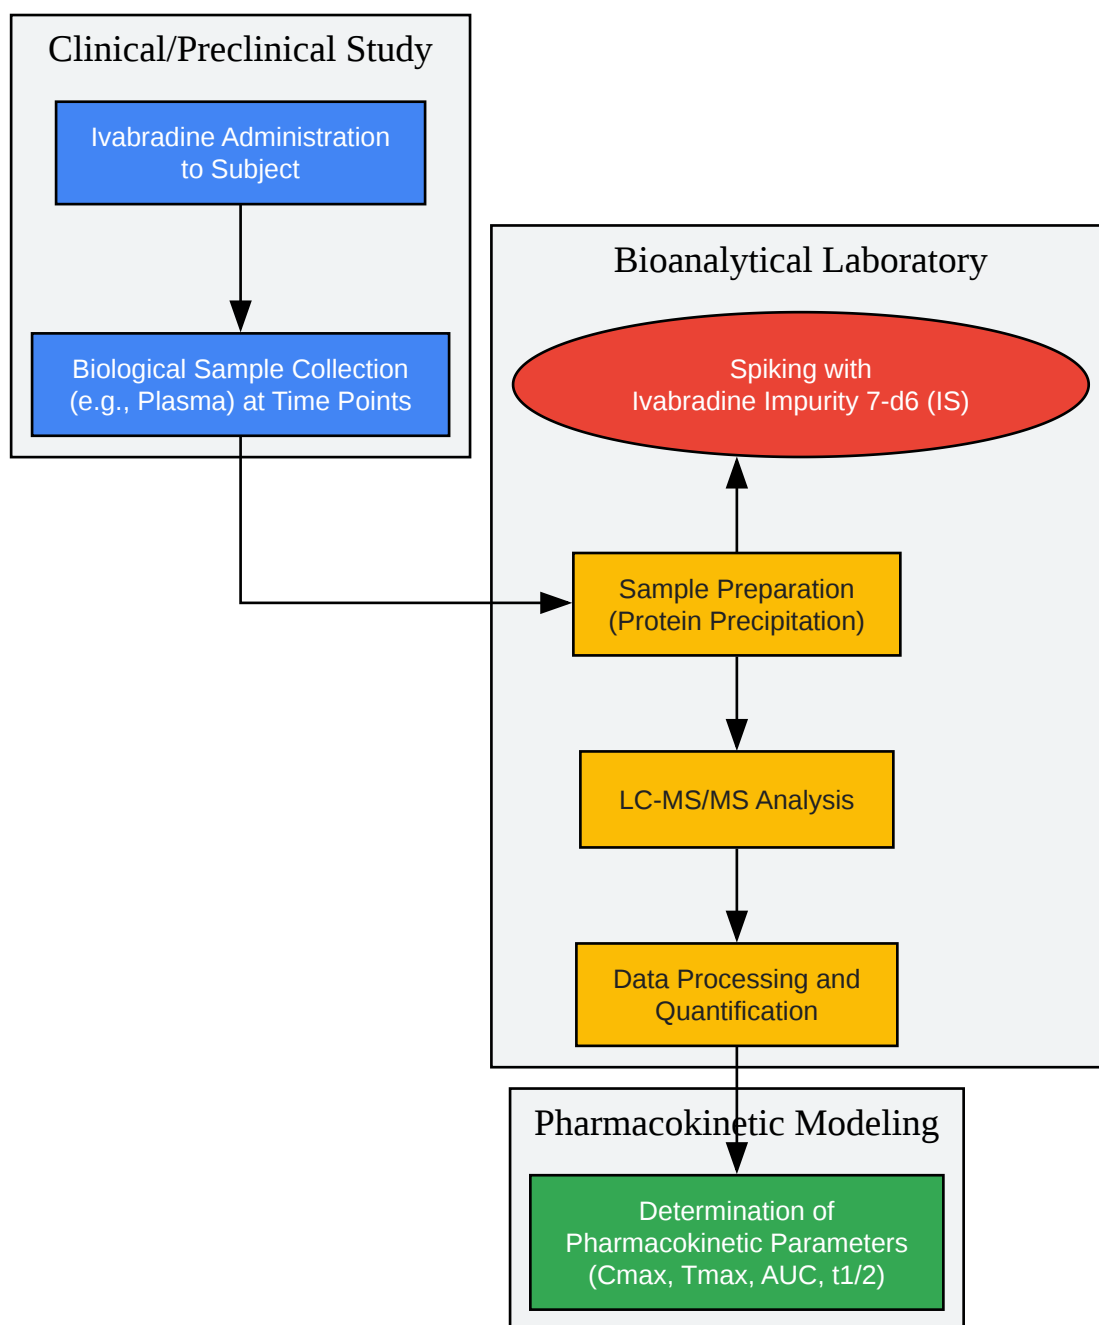 Clinical/Preclinical Study
Ivabradine Administration
to Subject
Biological Sample Collection
(e.g., Plasma) at Time Points
Bioanalytical Laboratory
Spiking with
Ivabradine Impurity 7-d6 (IS)
Sample Preparation
(Protein Precipitation)
LC-MS/MS Analysis
Data Processing and
Quantification
Pharmacokinetic Modeling
Determination of
Pharmacokinetic Parameters
(Cmax, Tmax, AUC, t1/2)